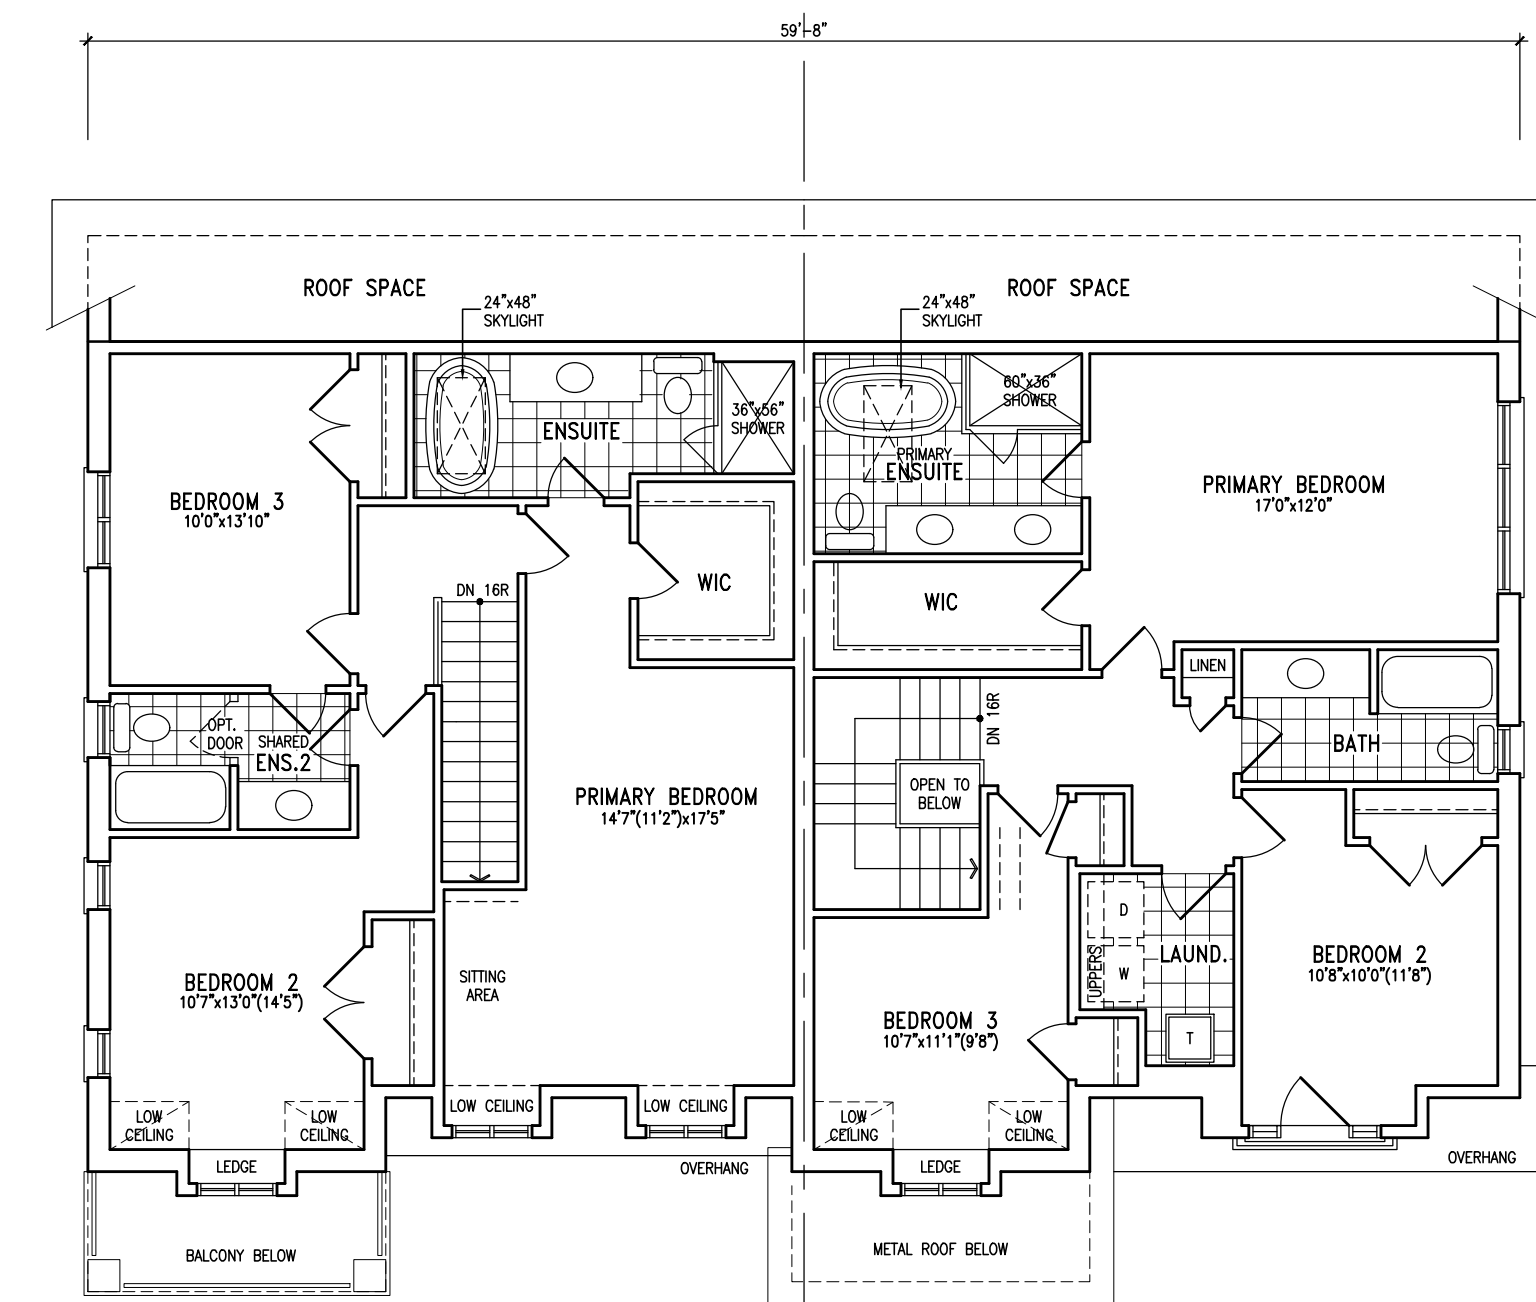 59'-8"
ROOF SPACE
ROOF SPACE
24"x48"
SKYLIGHT
24"x48"
SKYLIGHT
36"x56"
SHOWER
60"x36"
SHOWER
ENSUITE
PRIMARY
ENSUITE
BEDROOM 3
10'0"x13'10"
PRIMARY BEDROOM
17'0"x12'0"
DN 16R
WIC
WIC
LINEN
DN 16R
OPT.
DOOR
SHARED
ENS.2
BATH
PRIMARY BEDROOM
14'7"(11'2")x17'5"
OPEN TO
BELOW
D
W
UPPERS
LAUND.
T
BEDROOM 2
10'7"x13'0"(14'5")
SITTING
AREA
BEDROOM 3
10'7"x11'1"(9'8")
BEDROOM 2
10'8"x10'0"(11'8")
LOW
CEILING
LOW
CEILING
LOW CEILING
LOW CEILING
LOW
CEILING
LOW
CEILING
LEDGE
OVERHANG
LEDGE
OVERHANG
BALCONY BELOW
METAL ROOF BELOW